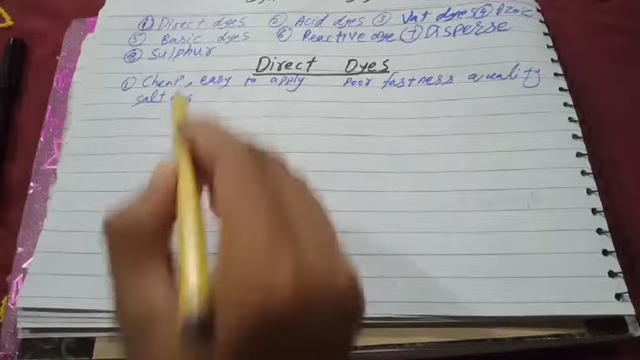 ① Direct dyes ② Acid dyes ③ Vat dyes ④ Azoic
⑤ Basic dyes ⑥ Reactive dye ⑦ Disperse
⑧ Sulphur
Direct Dyes
① Cheap, easy to apply poor fastness quality
salt